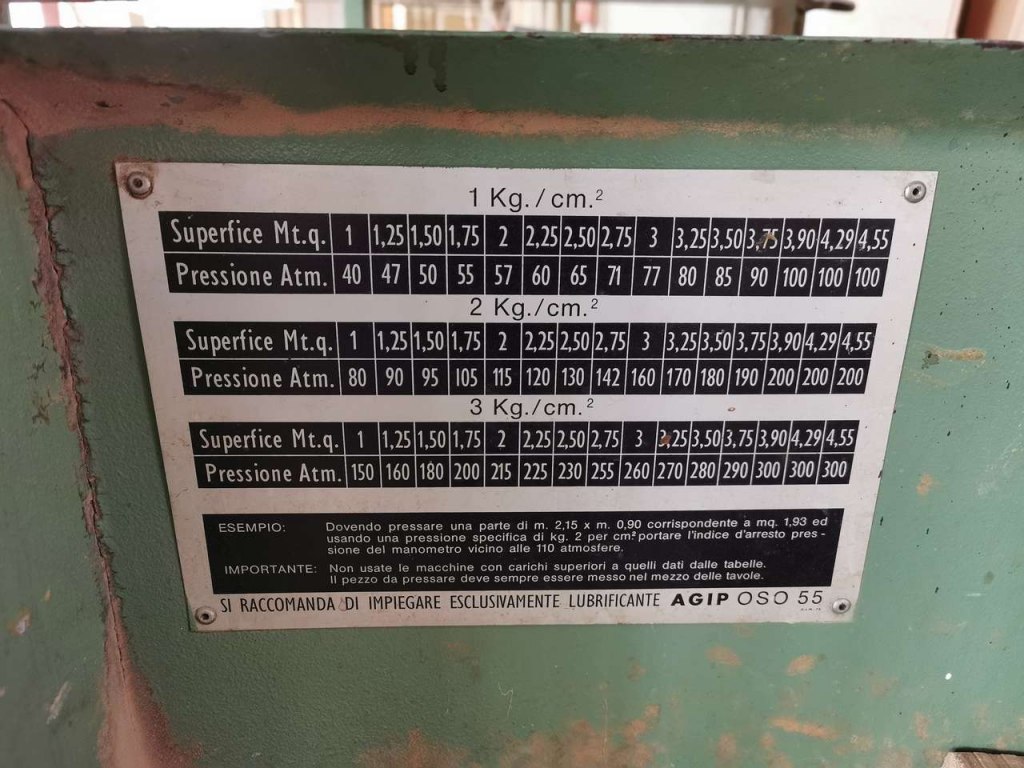 1 Kg./cm.²
Superfice Mt.q. 1 1,25 1,50 1,75 2 2,25 2,50 2,75 3 3,25 3,50 3,75 3,90 4,29 4,55
Pressione Atm. 40 47 50 55 57 60 65 71 77 80 85 90 100 100 100
2 Kg./cm.²
Superfice Mt.q. 1 1,25 1,50 1,75 2 2,25 2,50 2,75 3 3,25 3,50 3,75 3,90 4,29 4,55
Pressione Atm. 80 90 95 105 115 120 130 142 160 170 180 190 200 200 200
3 Kg./cm.²
Superfice Mt.q. 1 1,25 1,50 1,75 2 2,25 2,50 2,75 3 3,25 3,50 3,75 3,90 4,29 4,55
Pressione Atm. 150 160 180 200 215 225 230 255 260 270 280 290 300 300 300
ESEMPIO: Dovendo pressare una parte di m. 2,15 x m. 0,90 corrispondente a mq. 1,93 ed
usando una pressione specifica di kg. 2 per cm² portare l'indice d'arresto pres-
sione del manometro vicino alle 110 atmosfere.
IMPORTANTE: Non usate le macchine con carichi superiori a quelli dati dalle tabelle.
Il pezzo da pressare deve sempre essere messo nel mezzo delle tavole.
SI RACCOMANDA DI IMPIEGARE ESCLUSIVAMENTE LUBRIFICANTE AGIP OSO 55